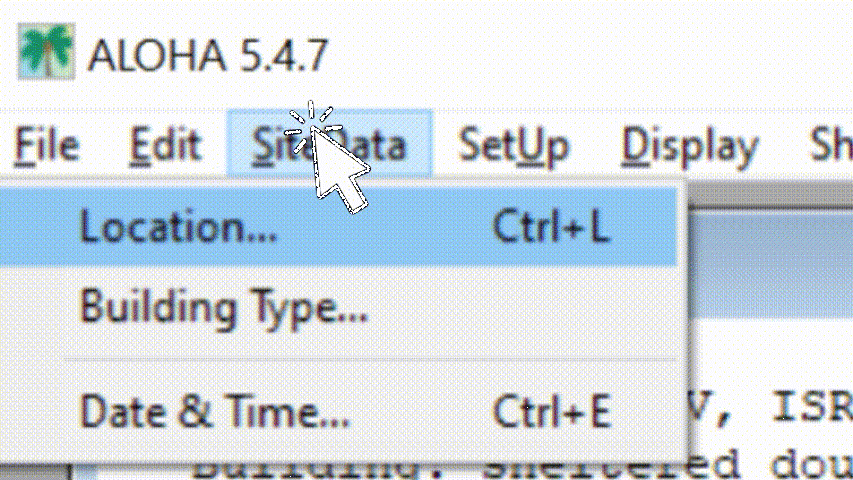 ALOHA 5.4.7
File Edit SiteData SetUp Display Sh
Location... Ctrl+L
Building Type...
Date & Time... Ctrl+E
V, ISR
Building: Sheltered dou